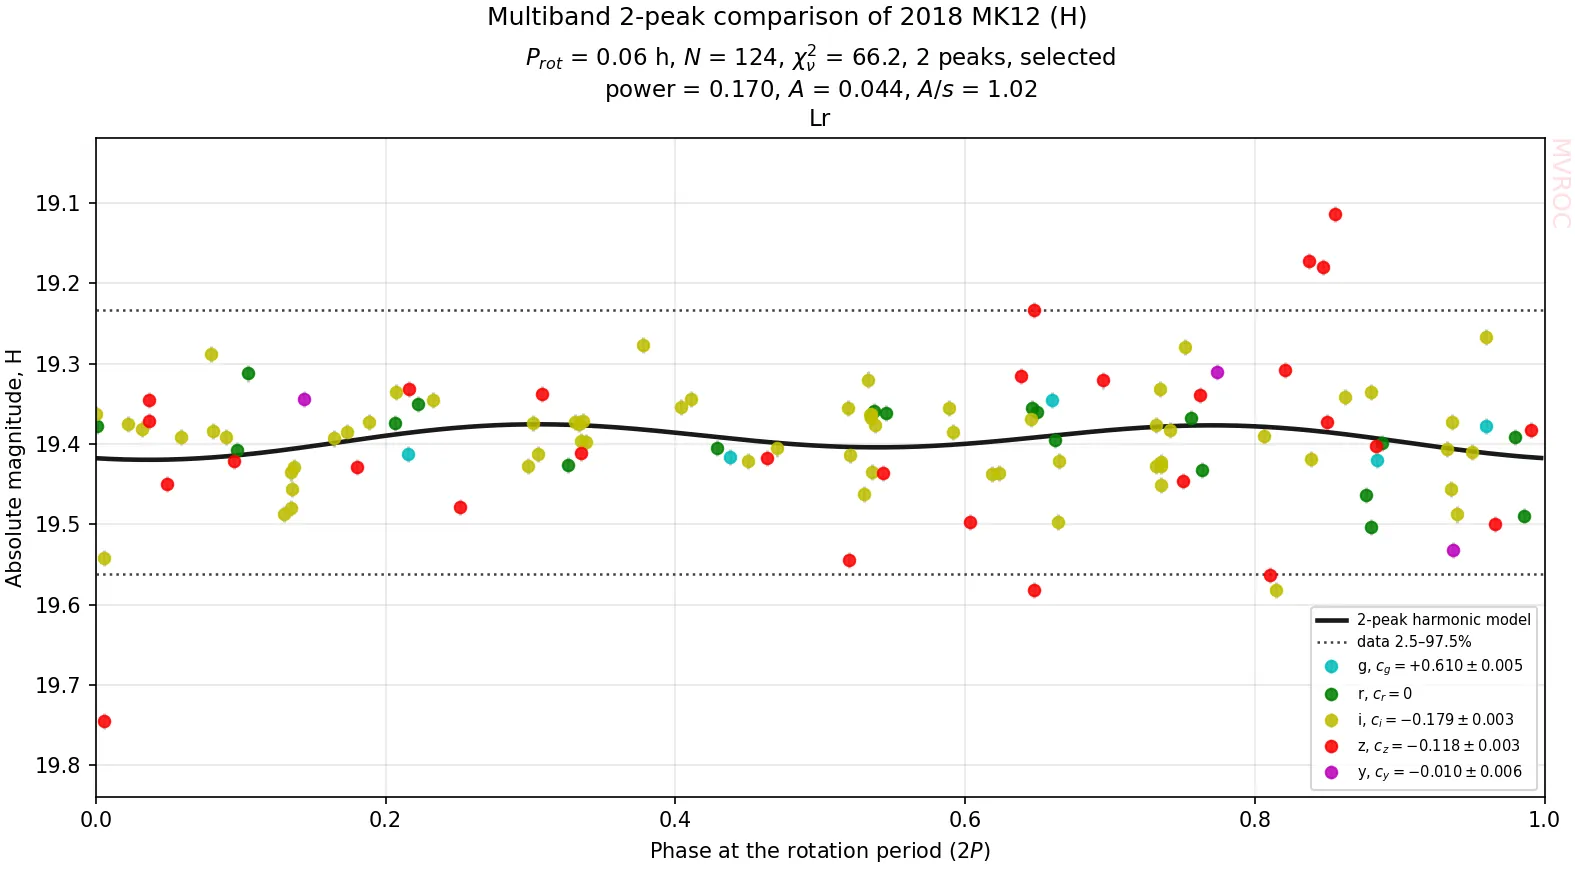 Multiband 2-peak comparison of 2018 MK12 (H)
P_rot = 0.06 h, N = 124, χ²_ν = 66.2, 2 peaks, selected
power = 0.170, A = 0.044, A/s = 1.02
Lr
MVROC
Absolute magnitude, H
19.1
19.2
19.3
19.4
19.5
19.6
19.7
19.8
2-peak harmonic model
data 2.5–97.5%
g, c_g = +0.610 ± 0.005
r, c_r = 0
i, c_i = −0.179 ± 0.003
z, c_z = −0.118 ± 0.003
y, c_y = −0.010 ± 0.006
0.0 0.2 0.4 0.6 0.8 1.0
Phase at the rotation period (2P)